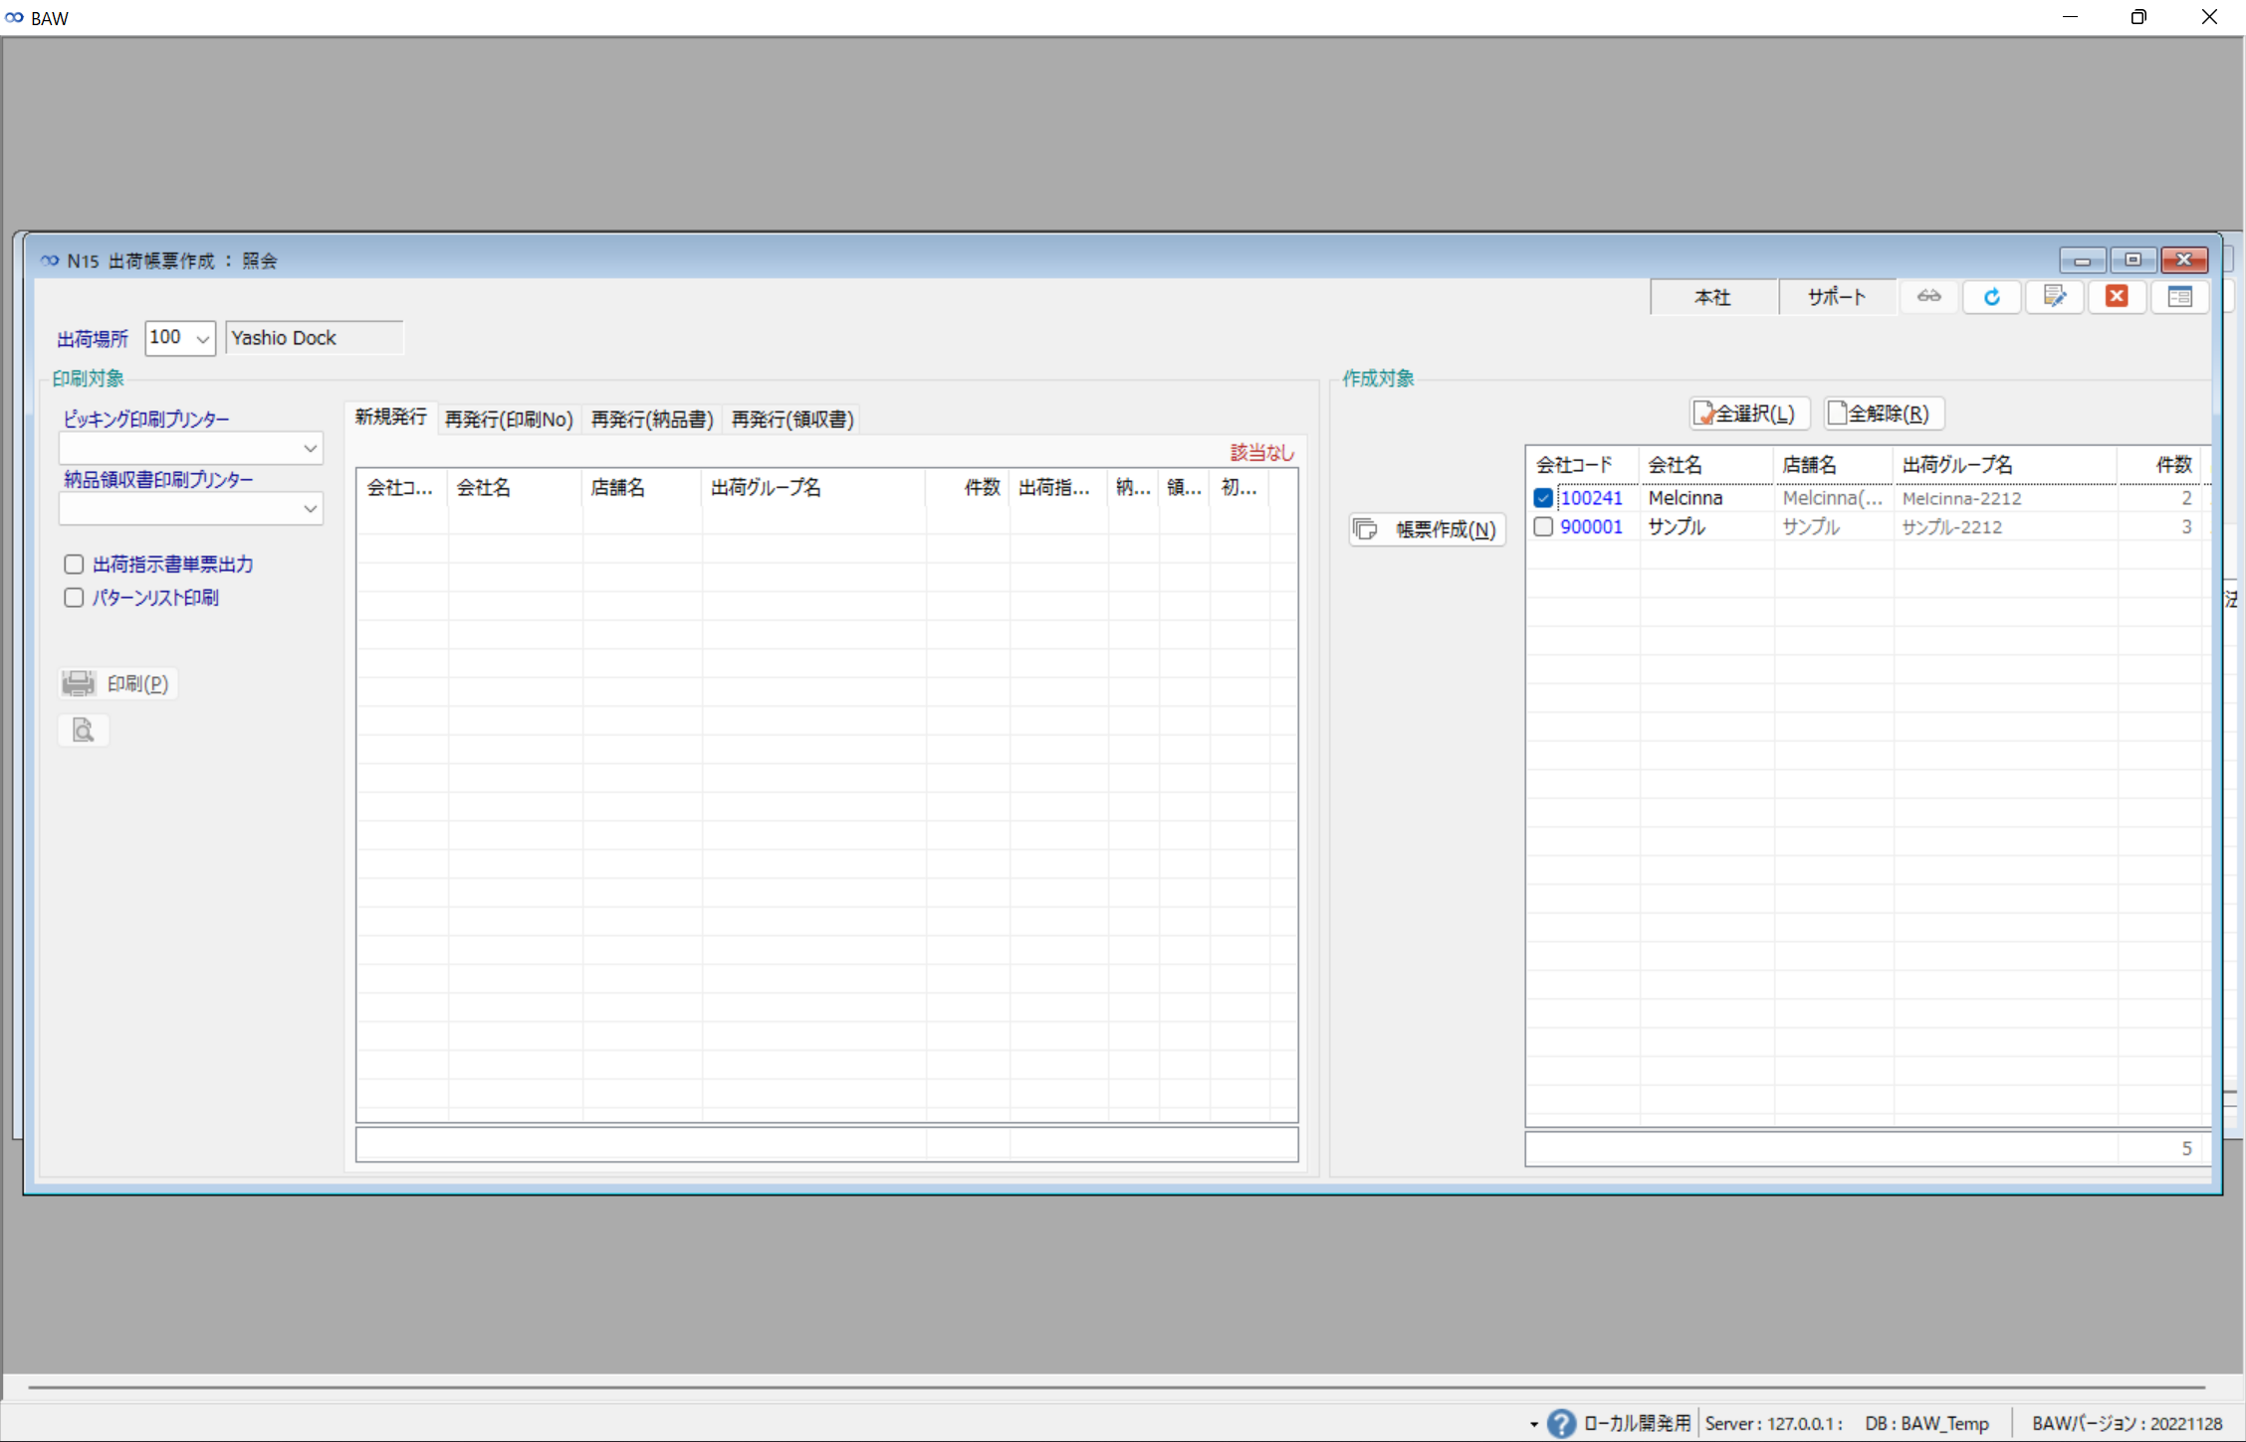 BAW
N15 出荷帳票作成 : 照会
本社 サポート
出荷場所 100 Yashio Dock
印刷対象
ピッキング印刷プリンター
納品領収書印刷プリンター
出荷指示書単票出力
パターンリスト印刷
印刷(P)
新規発行 再発行(印刷No) 再発行(納品書) 再発行(領収書)
該当なし
会社コ... 会社名 店舗名 出荷グループ名 件数 出荷指... 納... 領... 初...
作成対象
全選択(L) 全解除(R)
帳票作成(N)
会社コード 会社名 店舗名 出荷グループ名 件数
100241 Melcinna Melcinna(... Melcinna-2212 2
900001 サンプル サンプル サンプル-2212 3
5
法
ローカル開発用 Server : 127.0.0.1 : DB : BAW_Temp BAWバージョン : 20221128